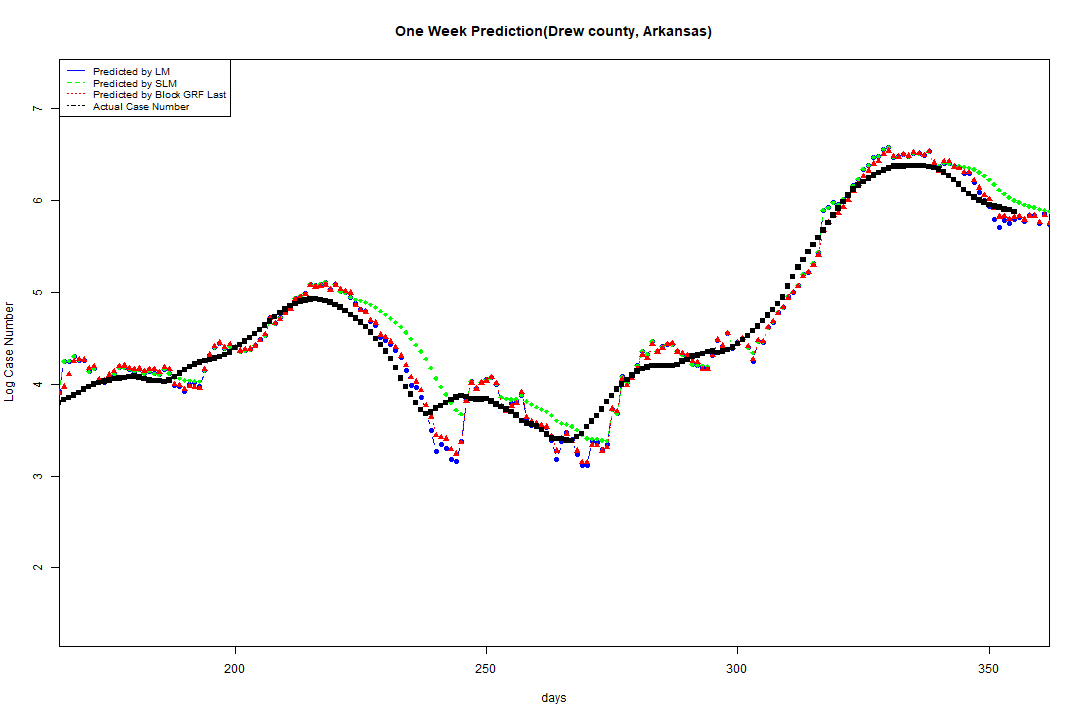 One Week Prediction(Drew county, Arkansas)
Predicted by LM
Predicted by SLM
Predicted by Block GRF Last
Actual Case Number
Log Case Number
7
6
5
4
3
2
200 250 300 350
days